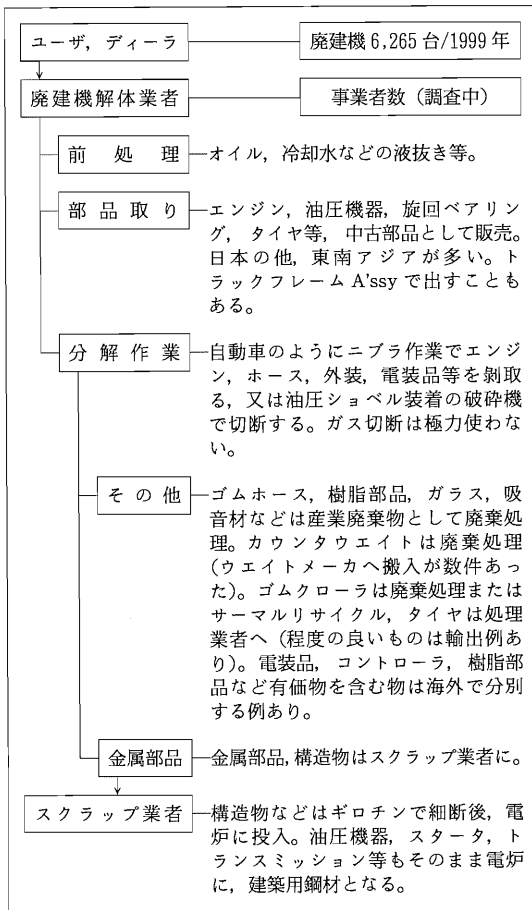 ユーザ，ディーラ
廃建機 6,265 台/1999 年
廃建機解体業者
事業者数（調査中）
前処理
オイル，冷却水などの液抜き等。
部品取り
エンジン，油圧機器，旋回ベアリン
グ，タイヤ等，中古部品として販売。
日本の他，東南アジアが多い。ト
ラックフレーム A'ssy で出すことも
ある。
分解作業
自動車のようにニブラ作業でエンジ
ン，ホース，外装，電装品等を剝取
る，又は油圧ショベル装着の破砕機
で切断する。ガス切断は極力使わな
い。
その他
ゴムホース，樹脂部品，ガラス，吸
音材などは産業廃棄物として廃棄処
理。カウンタウエイトは廃棄処理
(ウエイトメーカへ搬入が数件あっ
た)。ゴムクローラは廃棄処理または
サーマルリサイクル，タイヤは処理
業者へ（程度の良いものは輸出例あ
り)。電装品，コントローラ，樹脂部
品など有価物を含む物は海外で分別
する例あり。
金属部品
金属部品，構造物はスクラップ業者に。
スクラップ業者
構造物などはギロチンで細断後，電
炉に投入。油圧機器，スタータ，ト
ランスミッション等もそのまま電炉
に，建築用鋼材となる。